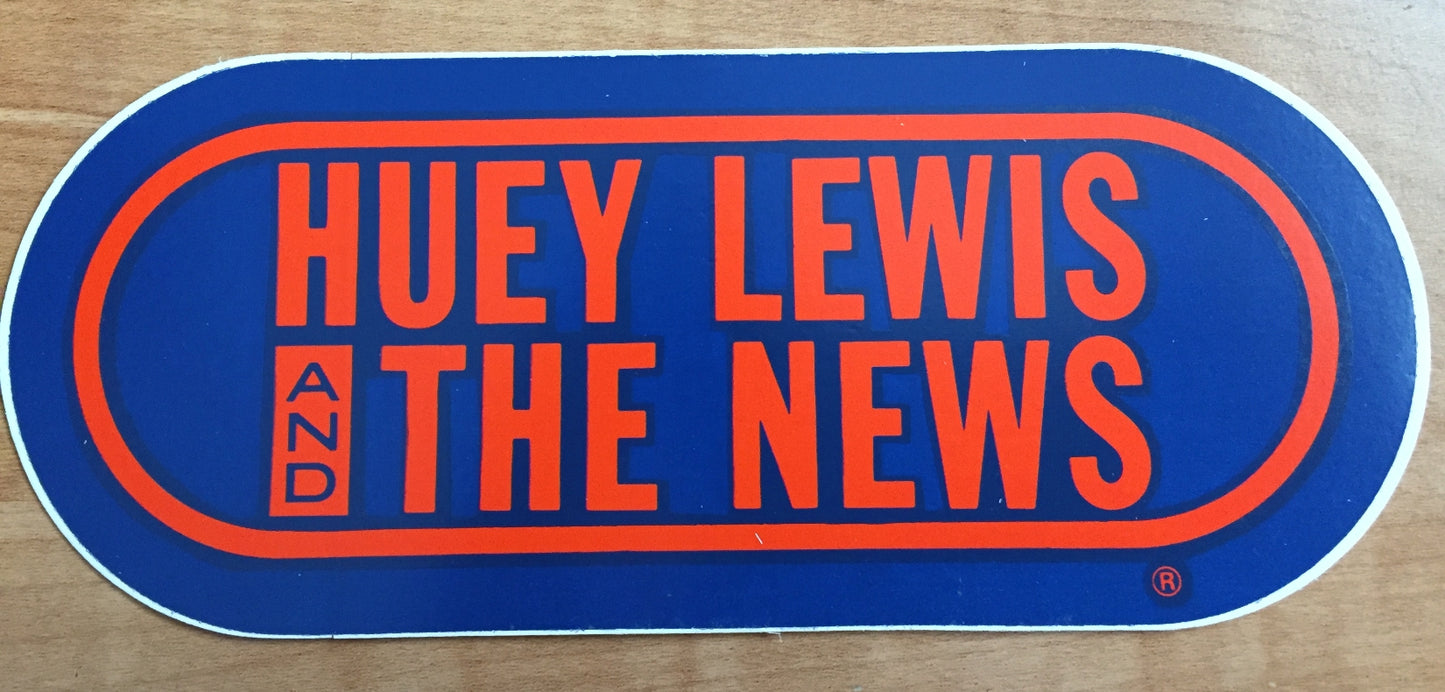 HUEY LEWIS
AND THE NEWS
®